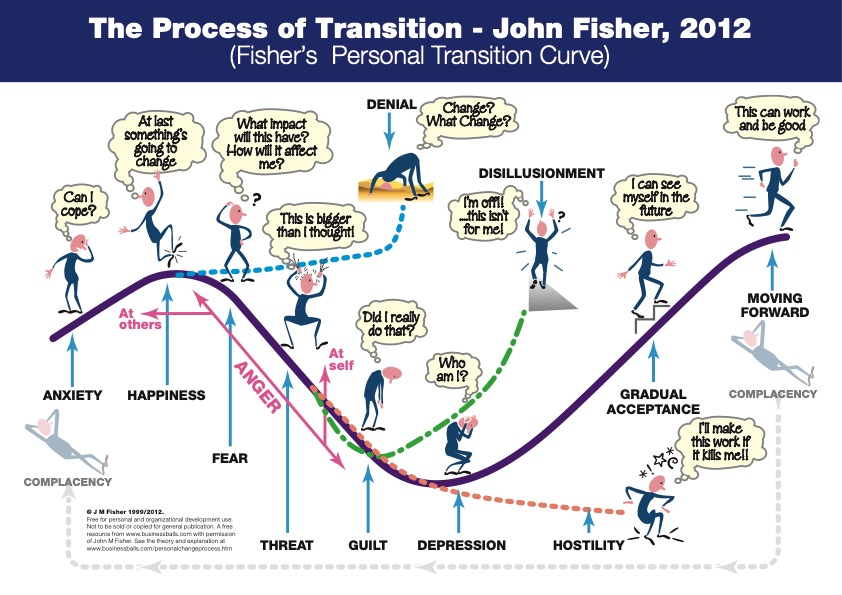 The Process of Transition - John Fisher, 2012
(Fisher's  Personal Transition Curve)
DENIAL
Change?
What Change?
This can work
and be good
At last
something's
going to
change
What impact
will this have?
How will it affect
me?
DISILLUSIONMENT
Can I
cope?
I'm off!!
....this isn't
for me!
I can see
myself in the
future
?
?
This is bigger
than I thought!
At
others
Did I really
do that?
MOVING
FORWARD
At
self
Who
am I?
ANGER
ANXIETY
HAPPINESS
GRADUAL
ACCEPTANCE
COMPLACENCY
I'll make
this work if
it kills me!!
FEAR
*!
*!
COMPLACENCY
© J M Fisher 1999/2012.
Free for personal and organizational development use.
Not to be sold or copied for general publication. A free
resource from www.businessballs.com with permission
of John M Fisher. See the theory and explanation at
www.businessballs.com/personalchangeprocess.htm
THREAT
GUILT
DEPRESSION
HOSTILITY